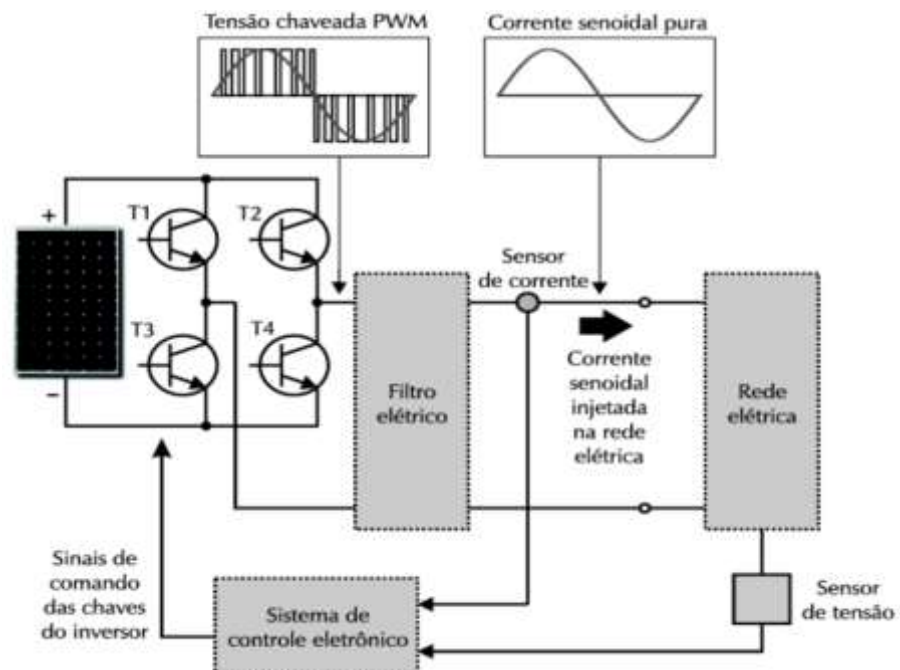 Tensão chaveada PWM
Corrente senoidal pura
+
T1
T2
Sensor
de corrente
T3
T4
−
Filtro
elétrico
Corrente
senoidal
injetada
na rede
elétrica
Rede
elétrica
Sinais de
comando
das chaves
do inversor
Sistema de
controle eletrônico
Sensor
de tensão